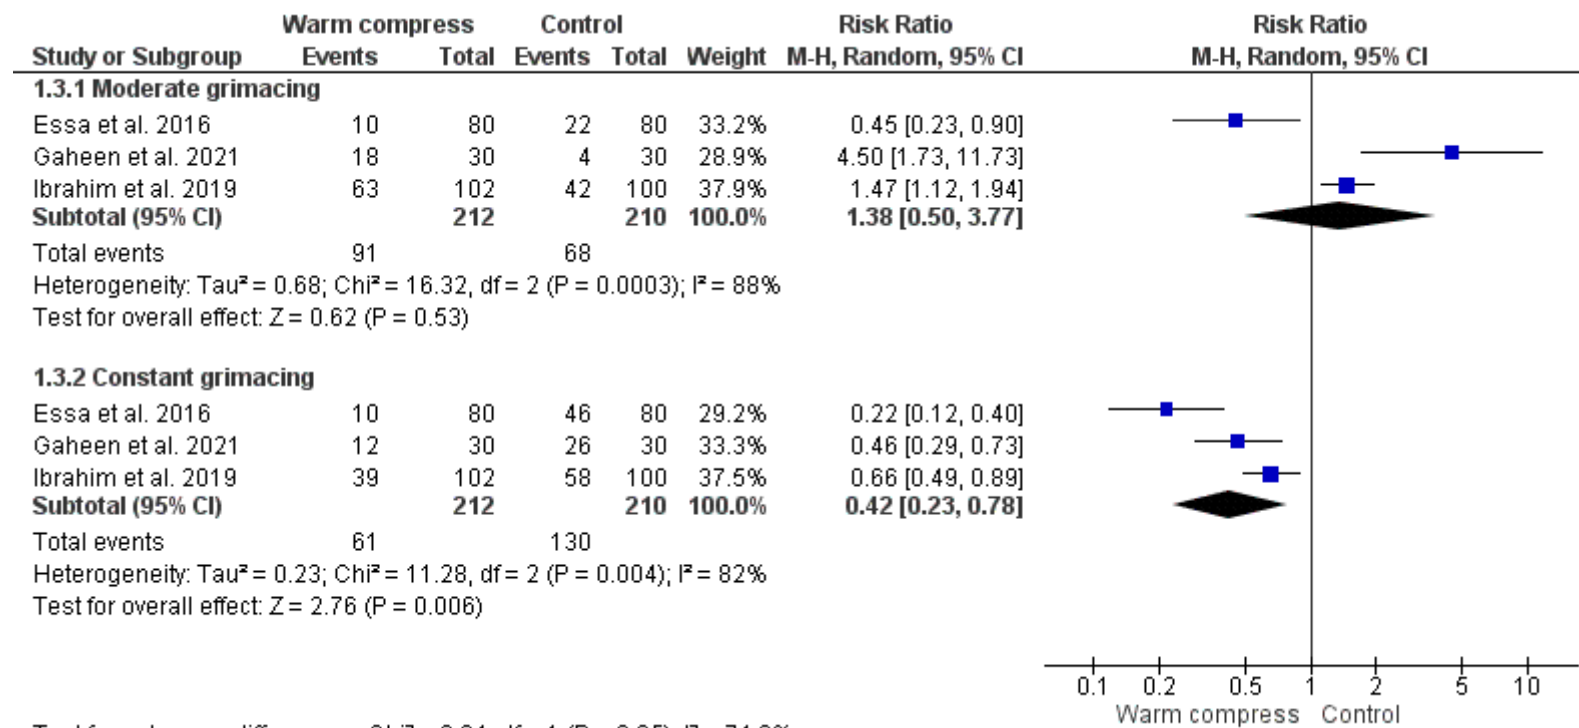 Warm compress Control Risk Ratio Risk Ratio
Study or Subgroup Events Total Events Total Weight M-H, Random, 95% CI M-H, Random, 95% CI
1.3.1 Moderate grimacing
Essa et al. 2016 10 80 22 80 33.2% 0.45 [0.23, 0.90]
Gaheen et al. 2021 18 30 4 30 28.9% 4.50 [1.73, 11.73]
Ibrahim et al. 2019 63 102 42 100 37.9% 1.47 [1.12, 1.94]
Subtotal (95% CI) 212 210 100.0% 1.38 [0.50, 3.77]
Total events 91 68
Heterogeneity: Tau² = 0.68; Chi² = 16.32, df = 2 (P = 0.0003); I² = 88%
Test for overall effect: Z = 0.62 (P = 0.53)
1.3.2 Constant grimacing
Essa et al. 2016 10 80 46 80 29.2% 0.22 [0.12, 0.40]
Gaheen et al. 2021 12 30 26 30 33.3% 0.46 [0.29, 0.73]
Ibrahim et al. 2019 39 102 58 100 37.5% 0.66 [0.49, 0.89]
Subtotal (95% CI) 212 210 100.0% 0.42 [0.23, 0.78]
Total events 61 130
Heterogeneity: Tau² = 0.23; Chi² = 11.28, df = 2 (P = 0.004); I² = 82%
Test for overall effect: Z = 2.76 (P = 0.006)
0.1 0.2 0.5 1 2 5 10
Warm compress Control